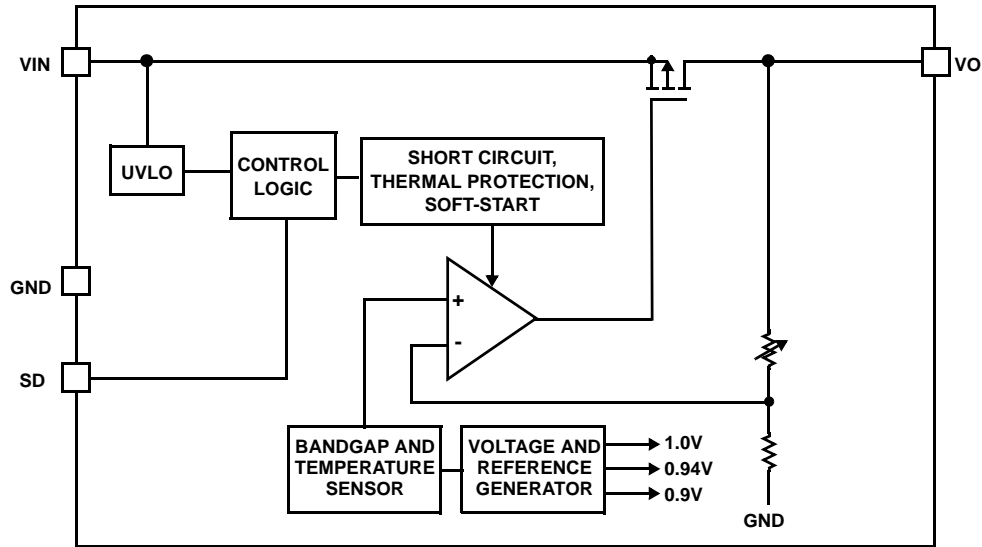 VIN
VO
UVLO
CONTROL
LOGIC
SHORT CIRCUIT,
THERMAL PROTECTION,
SOFT-START
GND
+
-
SD
BANDGAP AND
TEMPERATURE
SENSOR
VOLTAGE AND
REFERENCE
GENERATOR
1.0V
0.94V
0.9V
GND